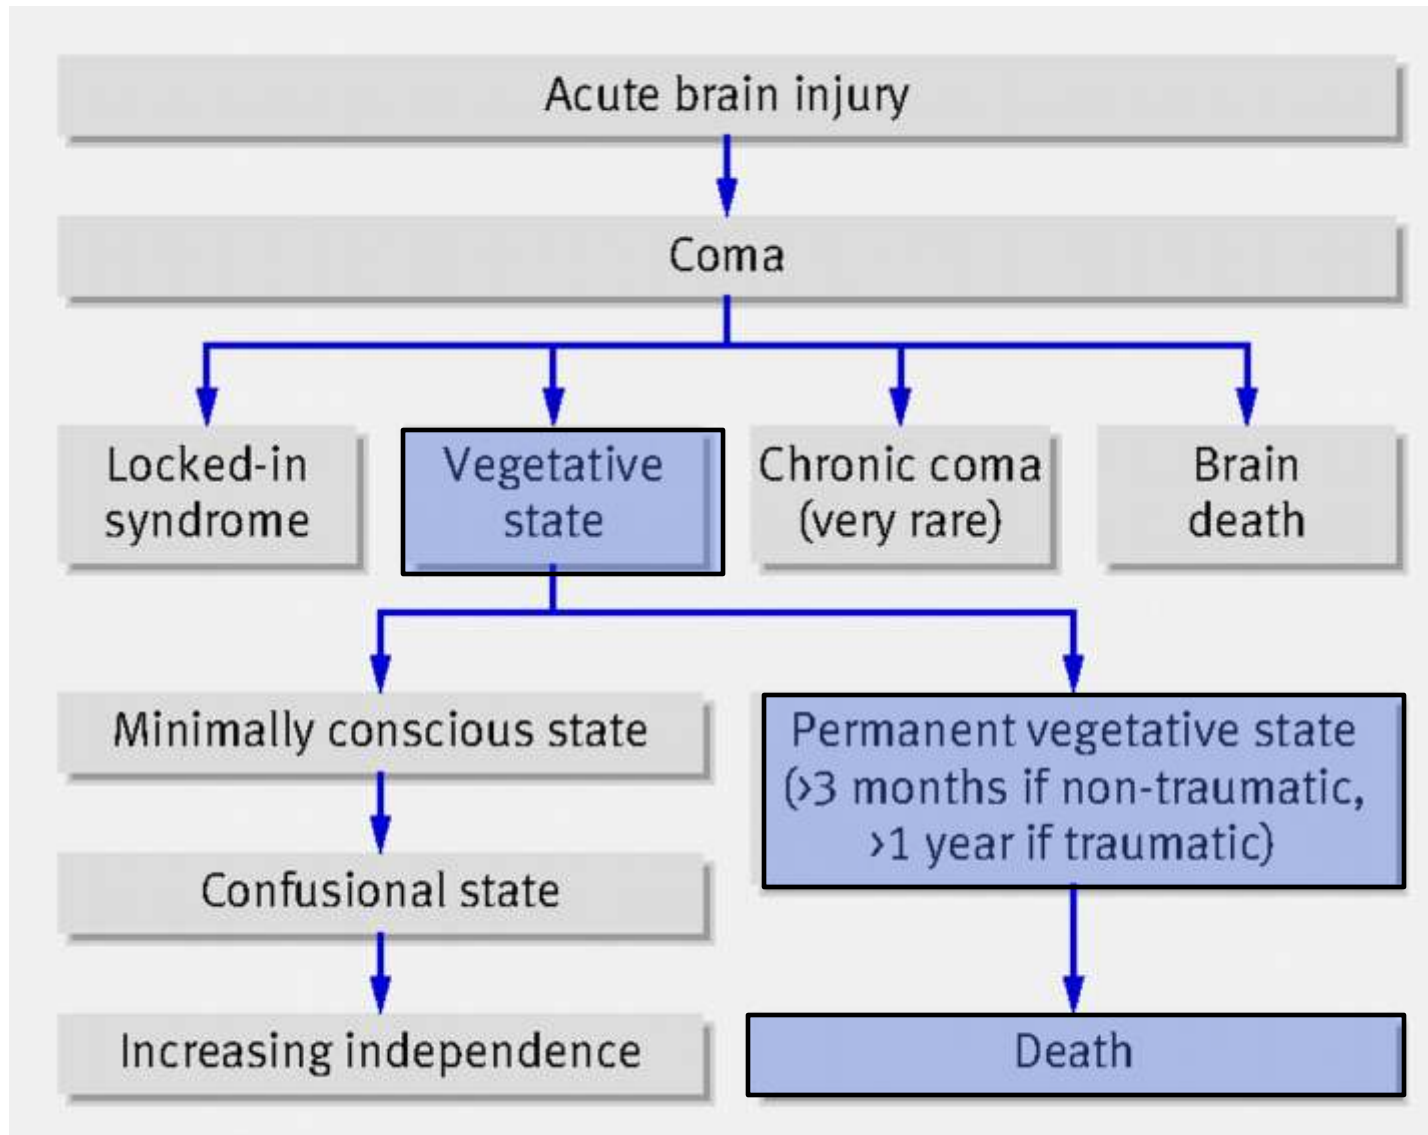 Acute brain injury
Coma
Locked-in
syndrome
Vegetative
state
Chronic coma
(very rare)
Brain
death
Minimally conscious state
Permanent vegetative state
(>3 months if non-traumatic,
>1 year if traumatic)
Confusional state
Increasing independence
Death